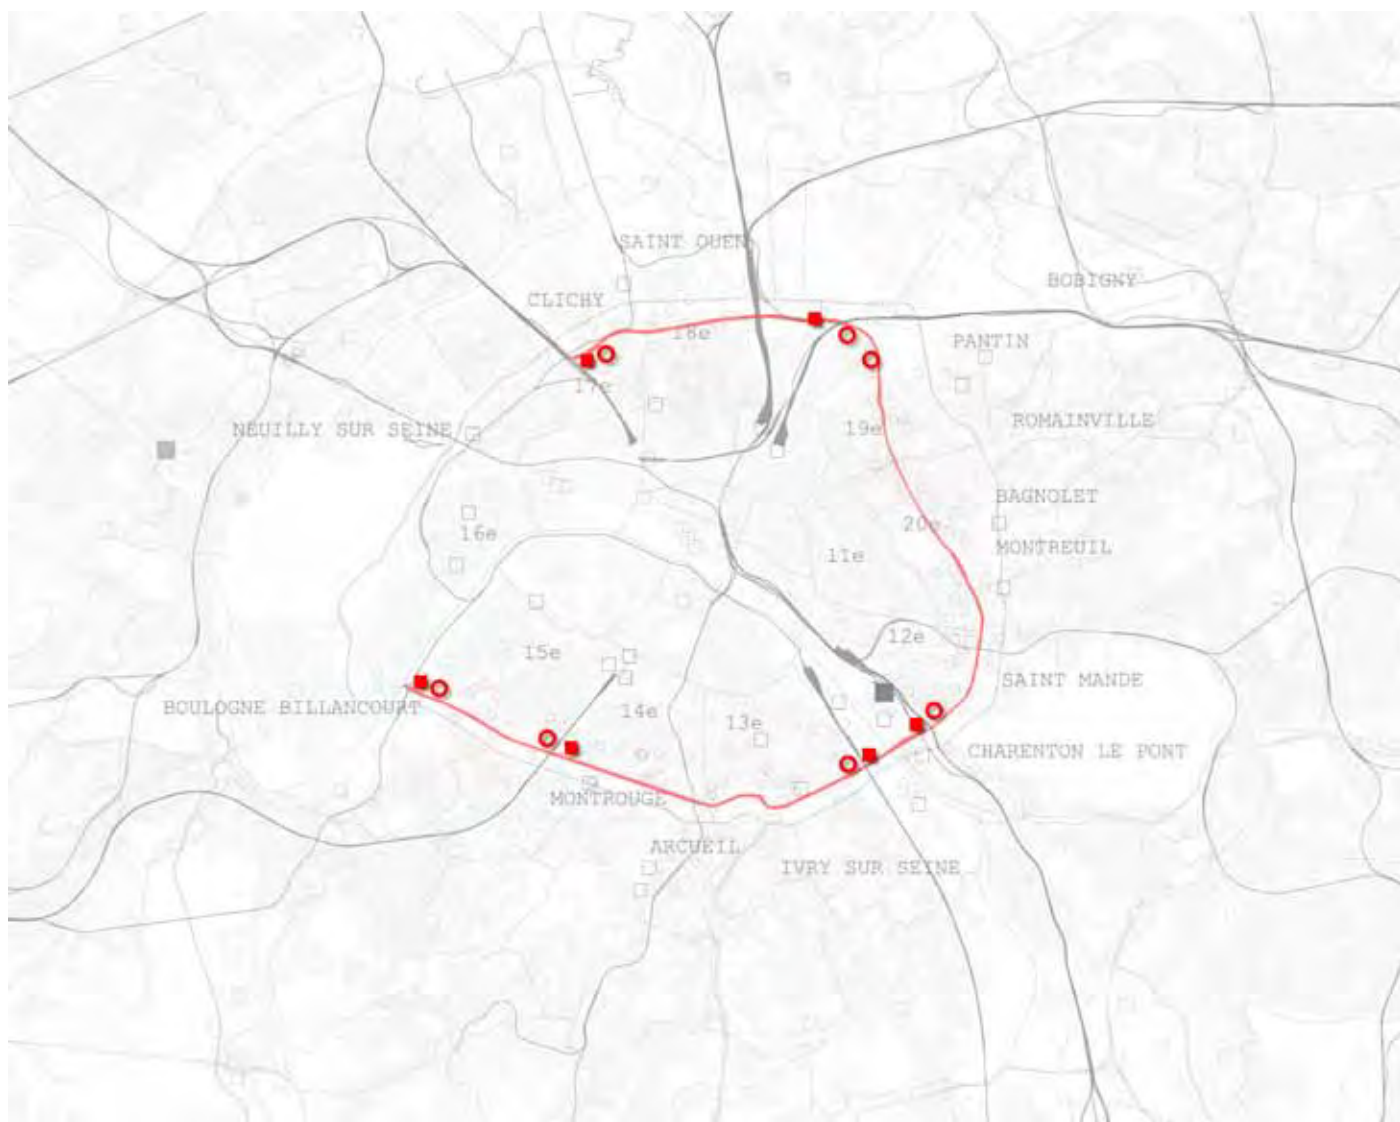 SAINT OUEN
BOBIGNY
CLICHY
18e
PANTIN
17e
ROMAINVILLE
NEUILLY SUR SEINE
19e
BAGNOLET
20e
16e
MONTREUIL
11e
12e
15e
SAINT MANDE
BOULOGNE BILLANCOURT
14e
13e
CHARENTON LE PONT
MONTROUGE
ARCUEIL
IVRY SUR SEINE